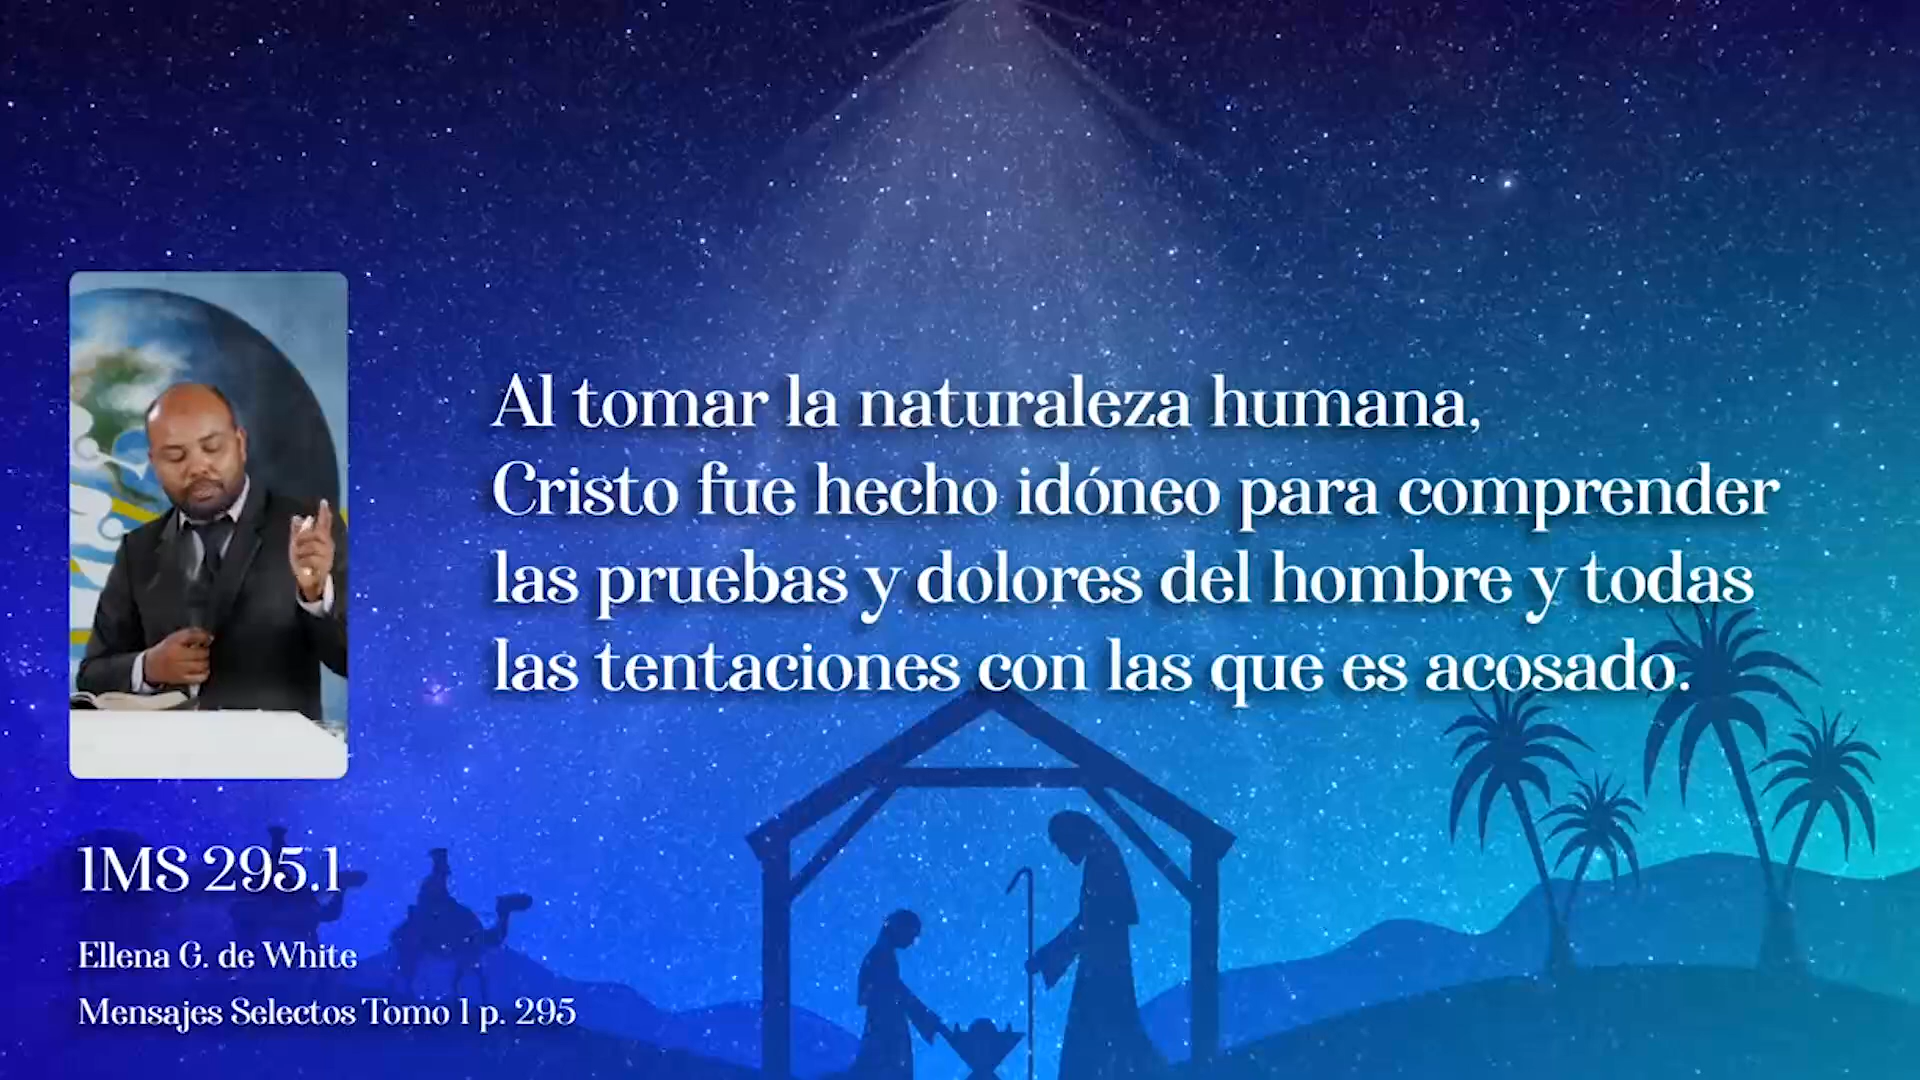 Al tomar la naturaleza humana,
Cristo fue hecho idóneo para comprender
las pruebas y dolores del hombre y todas
las tentaciones con las que es acosado.
1MS 295.1
Ellena G. de White
Mensajes Selectos Tomo 1 p. 295